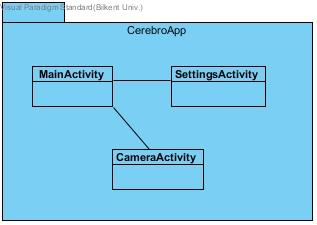 Visual Paradigm Standard(Bilkent Univ.)
CerebroApp
MainActivity
SettingsActivity
CameraActivity